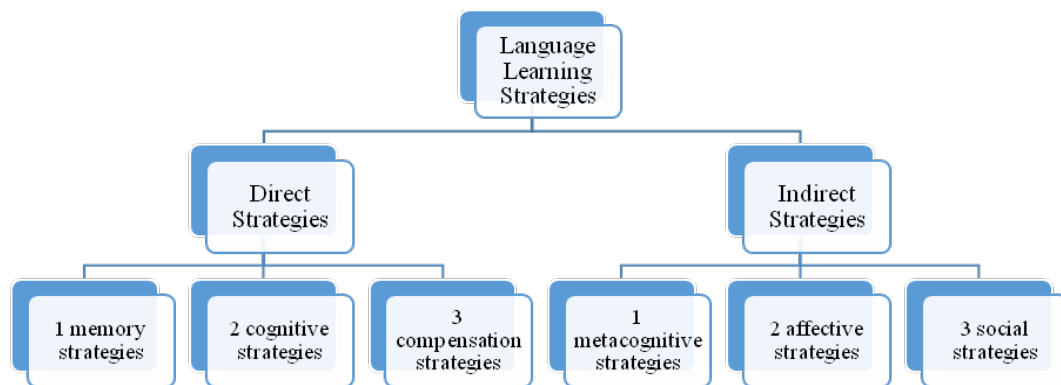 Language
Learning
Strategies
Direct
Strategies
Indirect
Strategies
1 memory
strategies
2 cognitive
strategies
3
compensation
strategies
1
metacognitive
strategies
2 affective
strategies
3 social
strategies